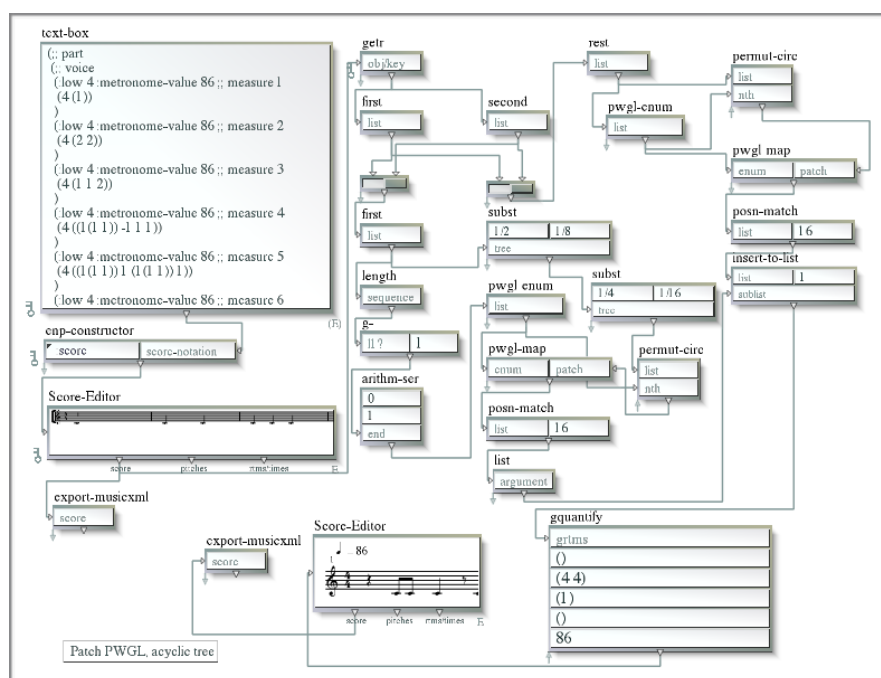 text-box
(;; part
(;; voice
(:low 4 :metronome-value 86 ;; measure 1
(4 (1))
)
(:low 4 :metronome-value 86 ;; measure 2
(4 (2 2))
)
(:low 4 :metronome-value 86 ;; measure 3
(4 (1 1 2))
)
(:low 4 :metronome-value 86 ;; measure 4
(4 ((1 (1 1)) -1 1 1))
)
(:low 4 :metronome-value 86 ;; measure 5
(4 ((1 (1 1)) 1 (1 (1 1)) 1))
)
(:low 4 :metronome-value 86 ;; measure 6
(E)
enp-constructor
score
score-notation
Score-Editor
score
pitches
rtms/times
E
export-musicxml
score
getr
obj/key
first
list
second
list
first
list
length
sequence
g-
l1?
1
arithm-ser
0
1
end
subst
1/2
1/8
tree
subst
1/4
1/16
tree
pwgl-enum
list
pwgl-map
enum
patch
permut-circ
list
nth
posn-match
list
16
list
argument
rest
list
pwgl-enum
list
permut-circ
list
nth
pwgl-map
enum
patch
posn-match
list
16
insert-to-list
list
1
sublist
gquantify
grtms
()
(4 4)
(1)
()
86
export-musicxml
score
Score-Editor
86
1
score
pitches
rtms/times
E
Patch PWGL, acyclic tree